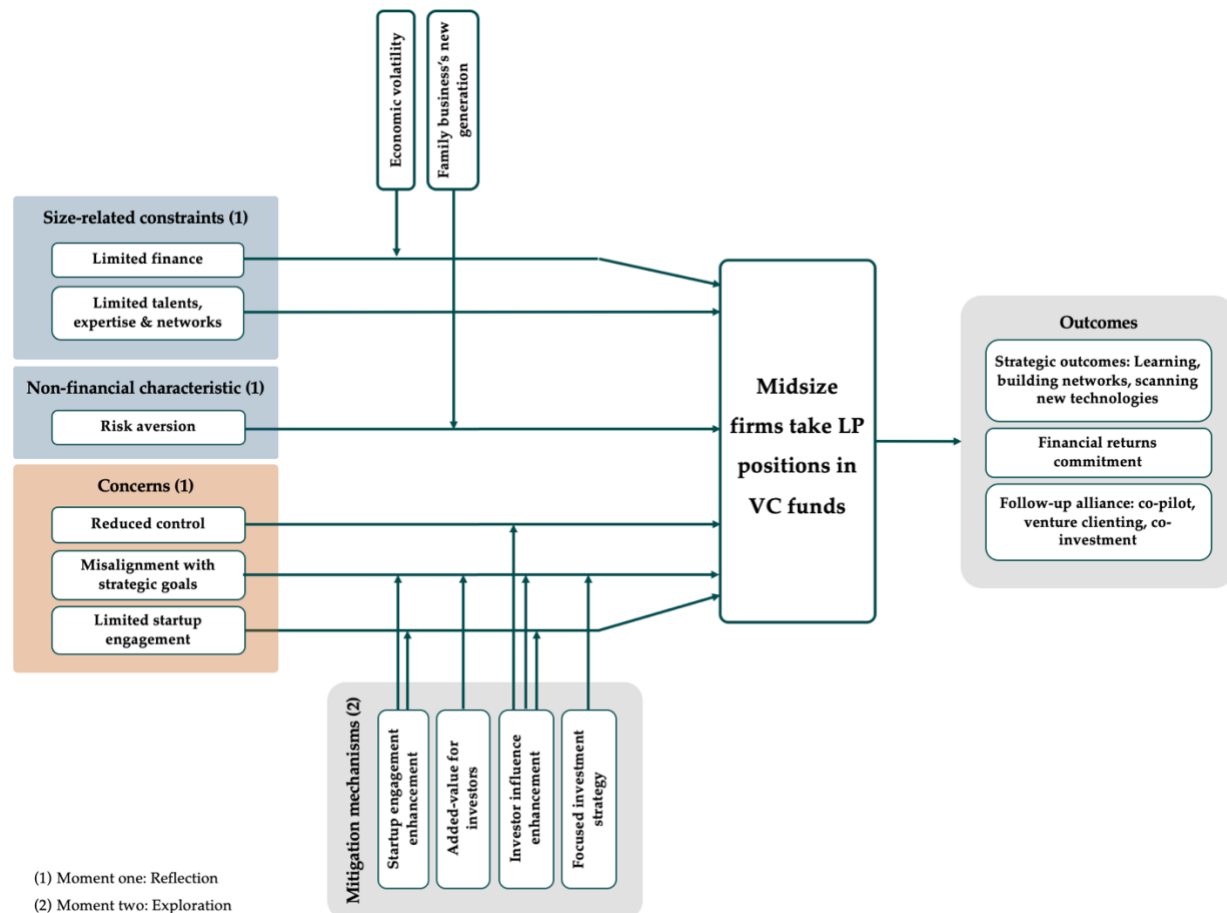 Economic volatility
Family business's new
generation
Size-related constraints (1)
Limited finance
Limited talents,
expertise & networks
Non-financial characteristic (1)
Risk aversion
Concerns (1)
Reduced control
Misalignment with
strategic goals
Limited startup
engagement
Midsize
firms take LP
positions in
VC funds
Outcomes
Strategic outcomes: Learning,
building networks, scanning
new technologies
Financial returns
commitment
Follow-up alliance: co-pilot,
venture clienting, co-
investment
Mitigation mechanisms (2)
Startup engagement
enhancement
Added-value for
investors
Investor influence
enhancement
Focused investment
strategy
(1) Moment one: Reflection
(2) Moment two: Exploration